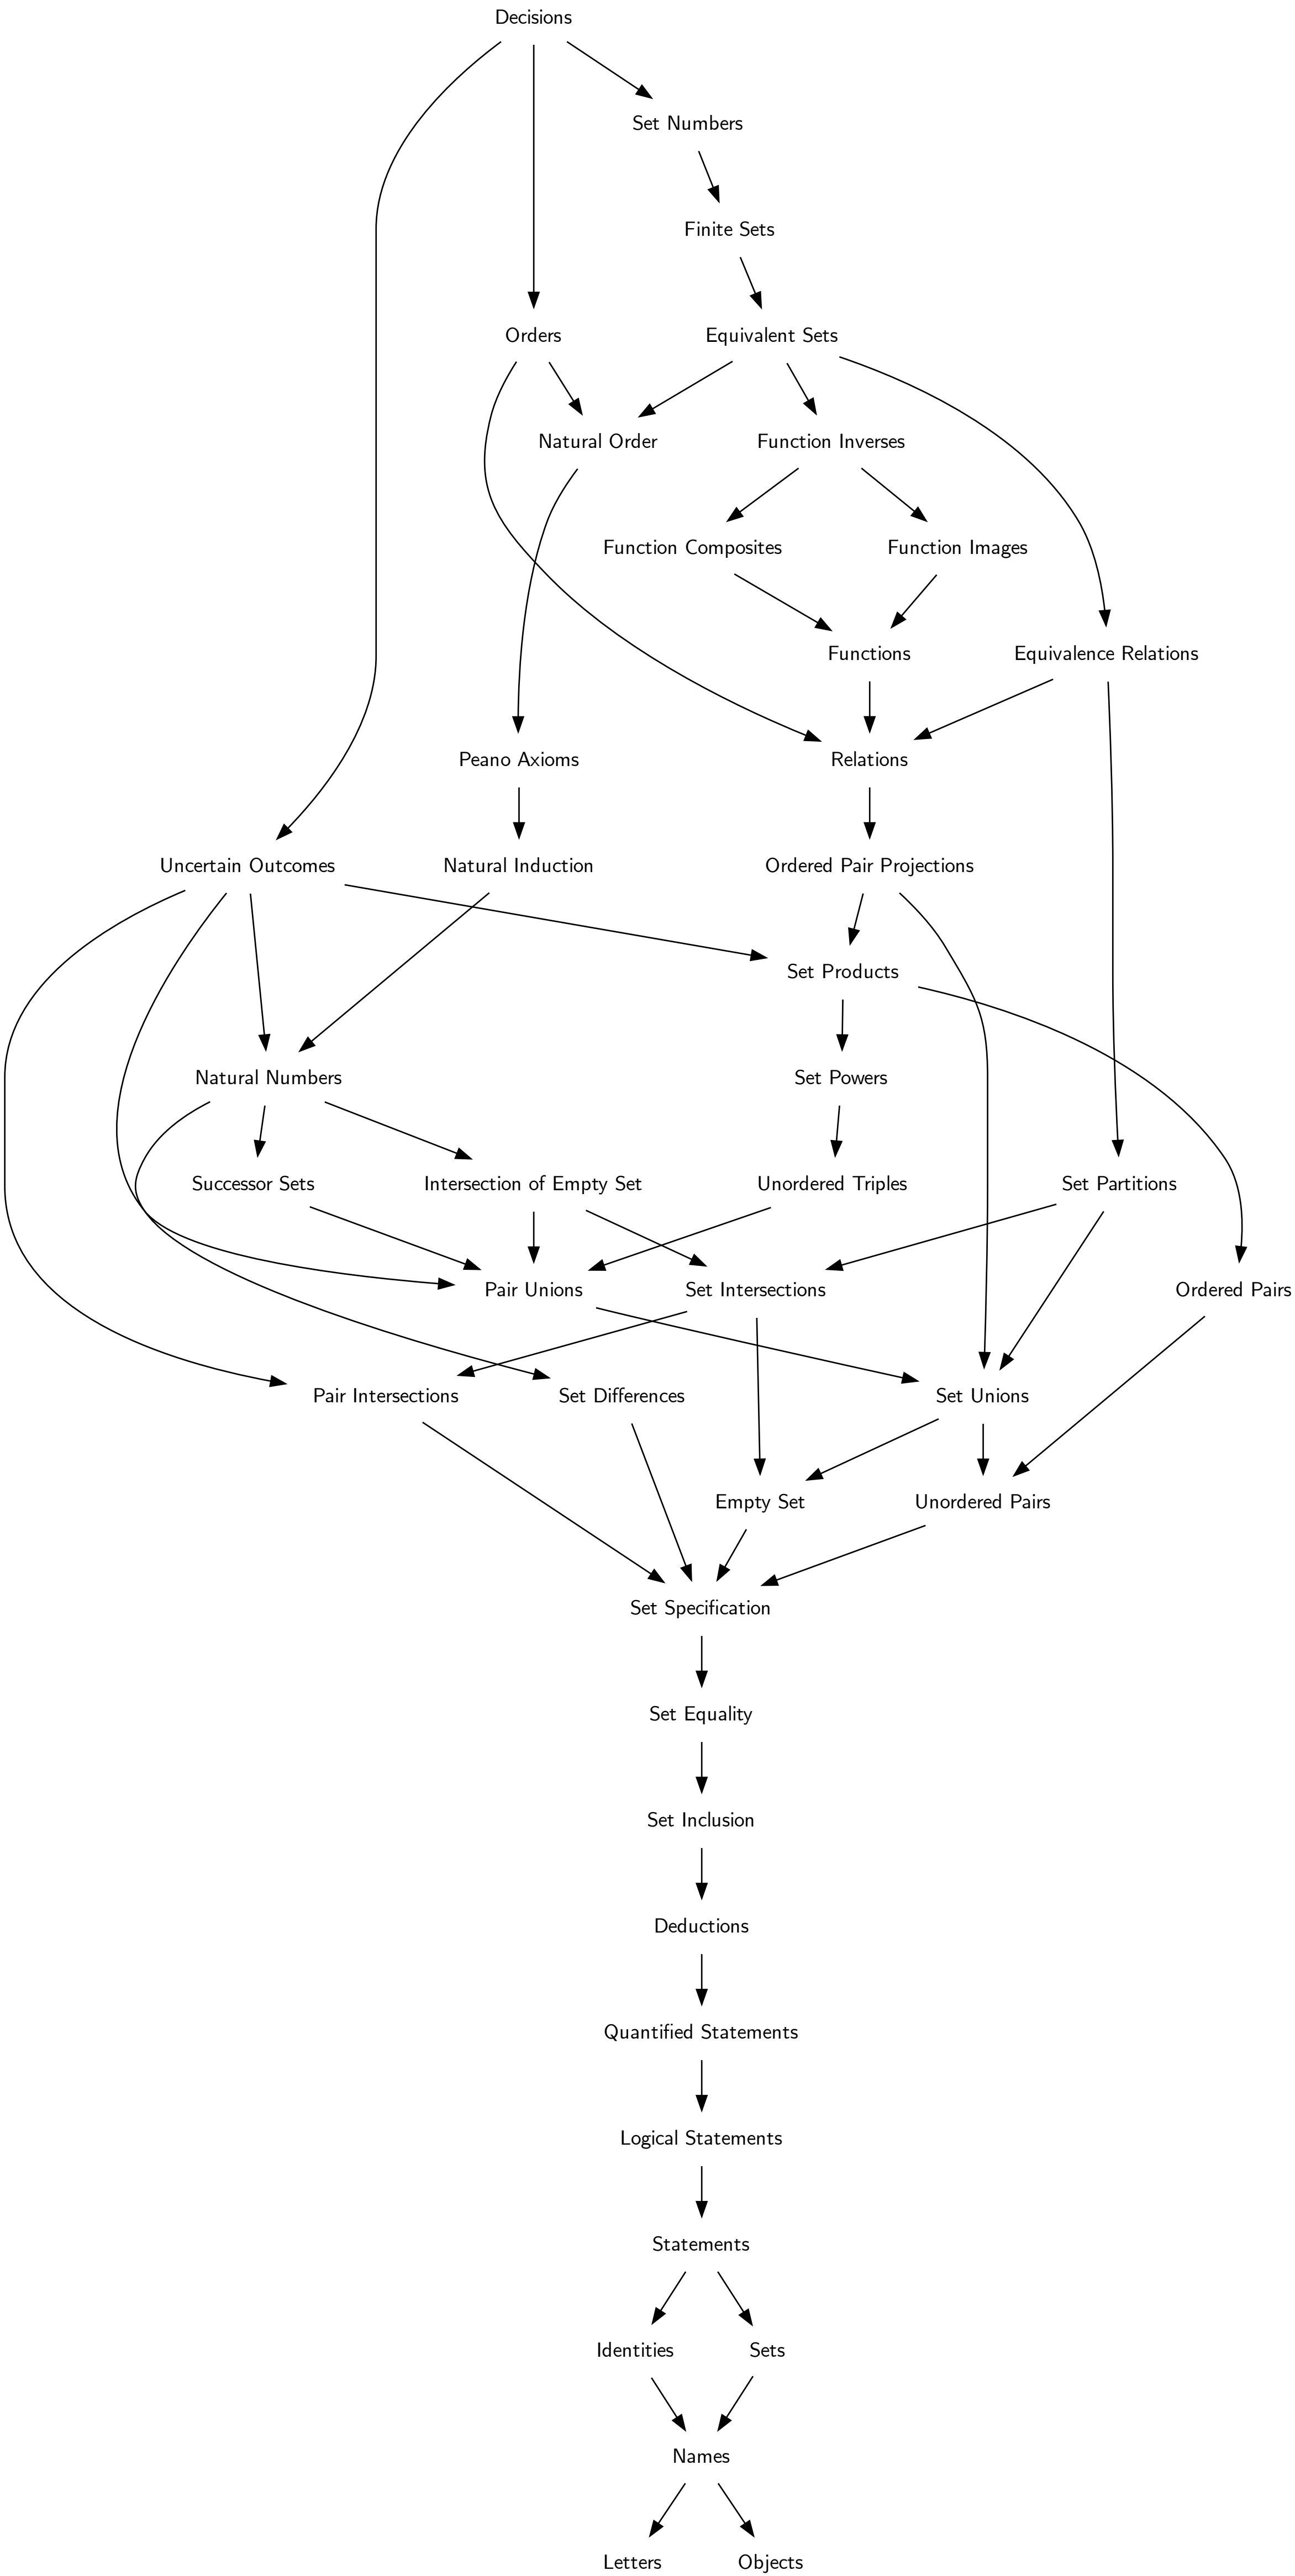 Decisions
Set Numbers
Finite Sets
Orders
Equivalent Sets
Natural Order
Function Inverses
Function Composites
Function Images
Functions
Equivalence Relations
Peano Axioms
Relations
Uncertain Outcomes
Natural Induction
Ordered Pair Projections
Set Products
Natural Numbers
Set Powers
Successor Sets
Intersection of Empty Set
Unordered Triples
Set Partitions
Pair Unions
Set Intersections
Ordered Pairs
Pair Intersections
Set Differences
Set Unions
Empty Set
Unordered Pairs
Set Specification
Set Equality
Set Inclusion
Deductions
Quantified Statements
Logical Statements
Statements
Identities
Sets
Names
Letters
Objects